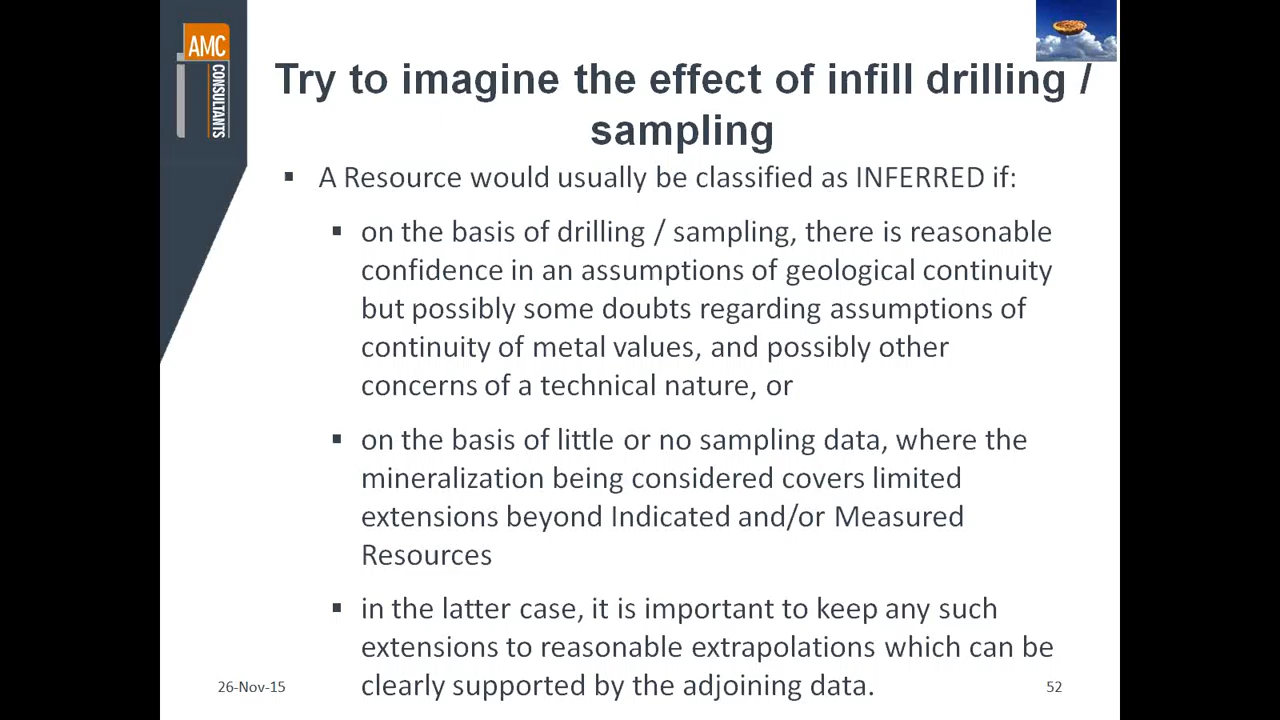 AMC
CONSULTANTS
Try to imagine the effect of infill drilling /
sampling
▪ A Resource would usually be classified as INFERRED if:
▪ on the basis of drilling / sampling, there is reasonable
confidence in an assumptions of geological continuity
but possibly some doubts regarding assumptions of
continuity of metal values, and possibly other
concerns of a technical nature, or
▪ on the basis of little or no sampling data, where the
mineralization being considered covers limited
extensions beyond Indicated and/or Measured
Resources
▪ in the latter case, it is important to keep any such
extensions to reasonable extrapolations which can be
clearly supported by the adjoining data.
26-Nov-15
52